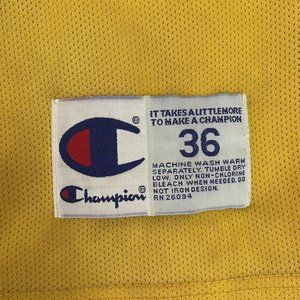 Champion
IT TAKES A LITTLE MORE
TO MAKE A CHAMPION
36
MACHINE WASH WARM
SEPARATELY. TUMBLE DRY
LOW. ONLY NON-CHLORINE
BLEACH WHEN NEEDED. DO
NOT IRON DESIGN.
RN 26094